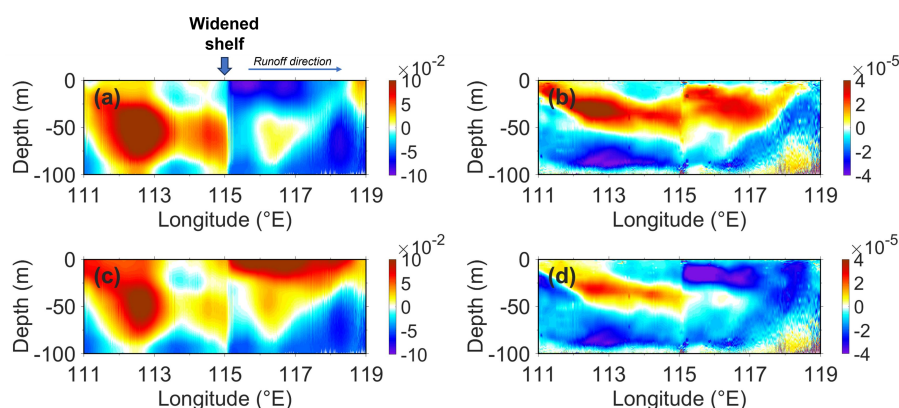 Widened
shelf
Runoff direction
×10⁻²
×10⁻⁵
(a)
0
-50
-100
Depth (m)
111 113 115 117 119
Longitude (°E)
10
5
0
-5
-10
(b)
0
-50
-100
Depth (m)
111 113 115 117 119
Longitude (°E)
4
2
0
-2
-4
×10⁻²
×10⁻⁵
(c)
0
-50
-100
Depth (m)
111 113 115 117 119
Longitude (°E)
10
5
0
-5
-10
(d)
0
-50
-100
Depth (m)
111 113 115 117 119
Longitude (°E)
4
2
0
-2
-4